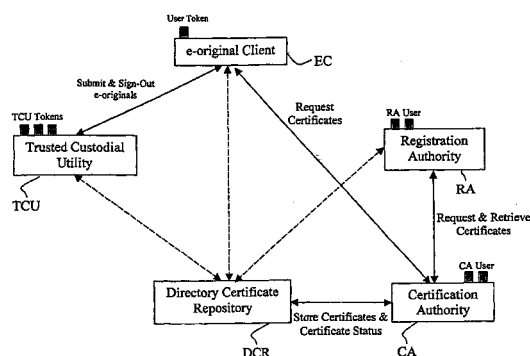 User Token
e-original Client
EC
Submit & Sign-Out
e-originals
Request
Certificates
TCU Tokens
Trusted Custodial
Utility
TCU
RA User
Registration
Authority
RA
Request & Retrieve
Certificates
CA User
Directory Certificate
Repository
DCR
Store Certificates &
Certificate Status
Certification
Authority
CA